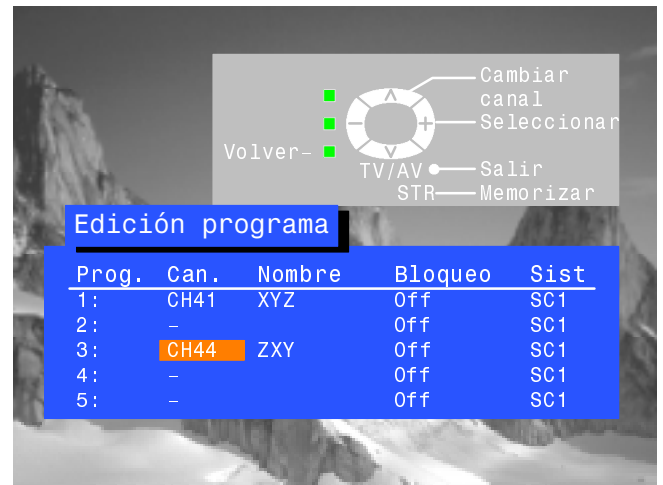 Cambiar
canal
Seleccionar
Volver–
TV/AV Salir
STR Memorizar
Edición programa
Prog. Can. Nombre Bloqueo Sist
1: CH41 XYZ Off SC1
2: – Off SC1
3: CH44 ZXY Off SC1
4: – Off SC1
5: – Off SC1